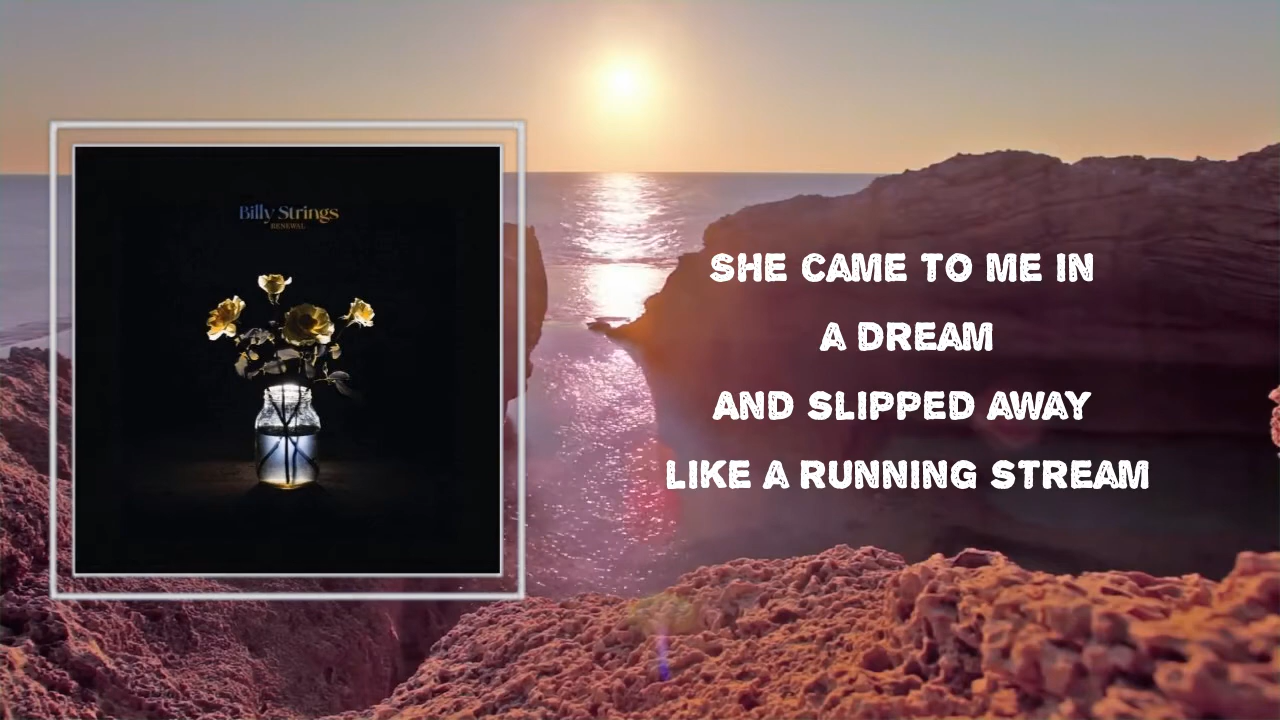 Billy Strings
RENEWAL
SHE CAME TO ME IN
A DREAM
AND SLIPPED AWAY
LIKE A RUNNING STREAM